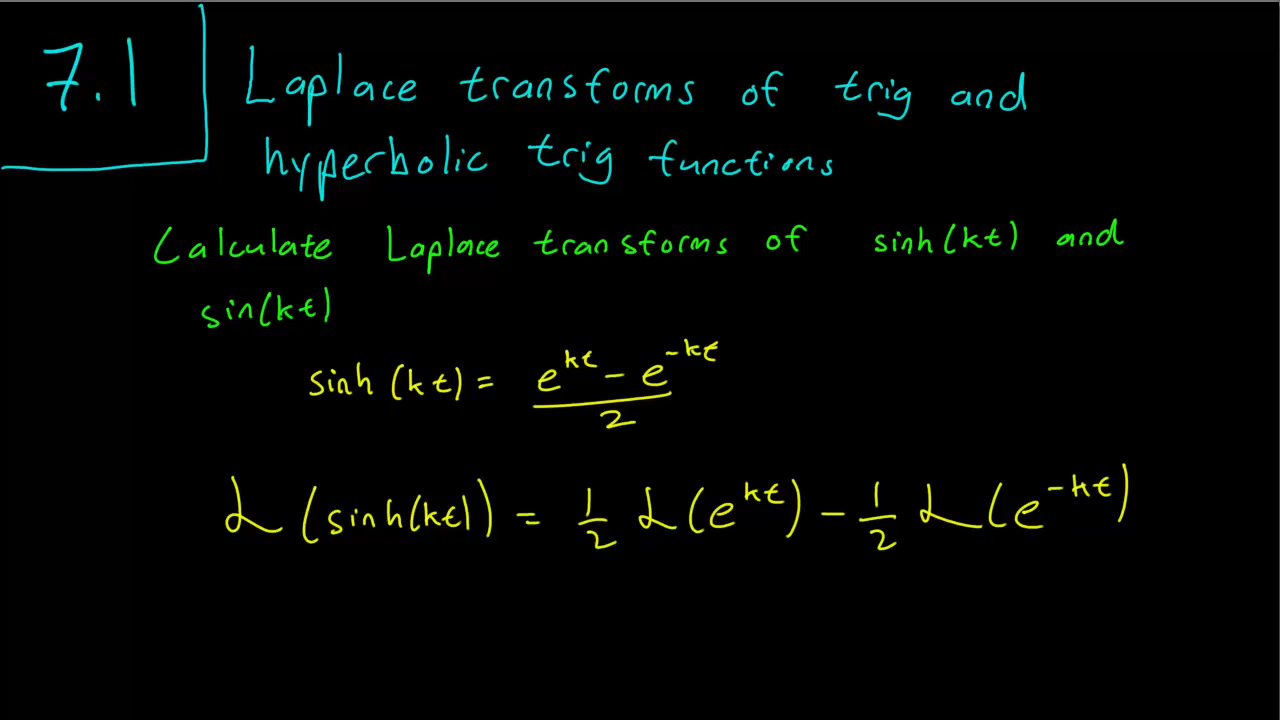 7.1 Laplace transforms of trig and
hyperbolic trig functions
Calculate Laplace transforms of sinh(kt) and
sin(kt)
sinh(kt) = (e^{kt} - e^{-kt})/2
ℒ(sinh(kt)) = 1/2 ℒ(e^{kt}) - 1/2 ℒ(e^{-kt})